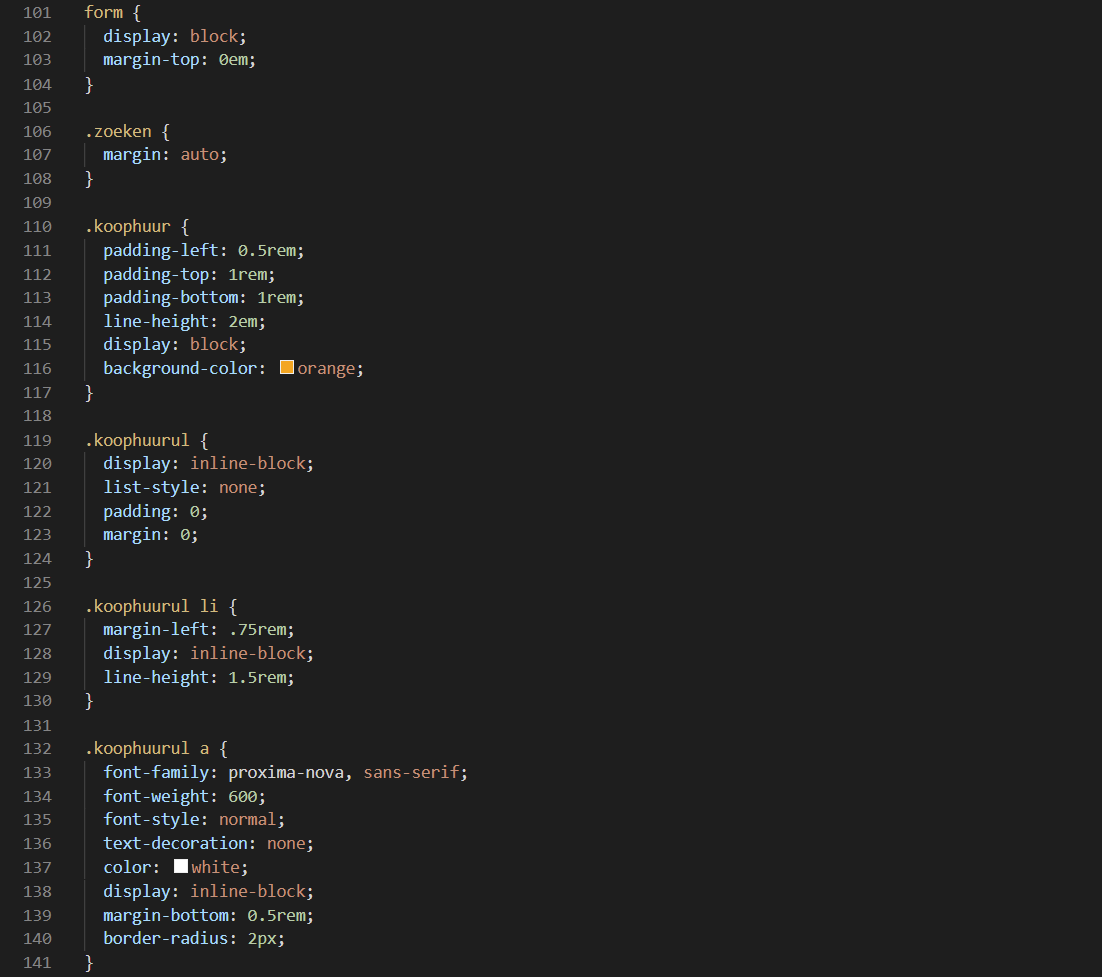 101 form {
102   display: block;
103   margin-top: 0em;
104 }
105
106 .zoeken {
107   margin: auto;
108 }
109
110 .koophuur {
111   padding-left: 0.5rem;
112   padding-top: 1rem;
113   padding-bottom: 1rem;
114   line-height: 2em;
115   display: block;
116   background-color: orange;
117 }
118
119 .koophuurul {
120   display: inline-block;
121   list-style: none;
122   padding: 0;
123   margin: 0;
124 }
125
126 .koophuurul li {
127   margin-left: .75rem;
128   display: inline-block;
129   line-height: 1.5rem;
130 }
131
132 .koophuurul a {
133   font-family: proxima-nova, sans-serif;
134   font-weight: 600;
135   font-style: normal;
136   text-decoration: none;
137   color: white;
138   display: inline-block;
139   margin-bottom: 0.5rem;
140   border-radius: 2px;
141 }